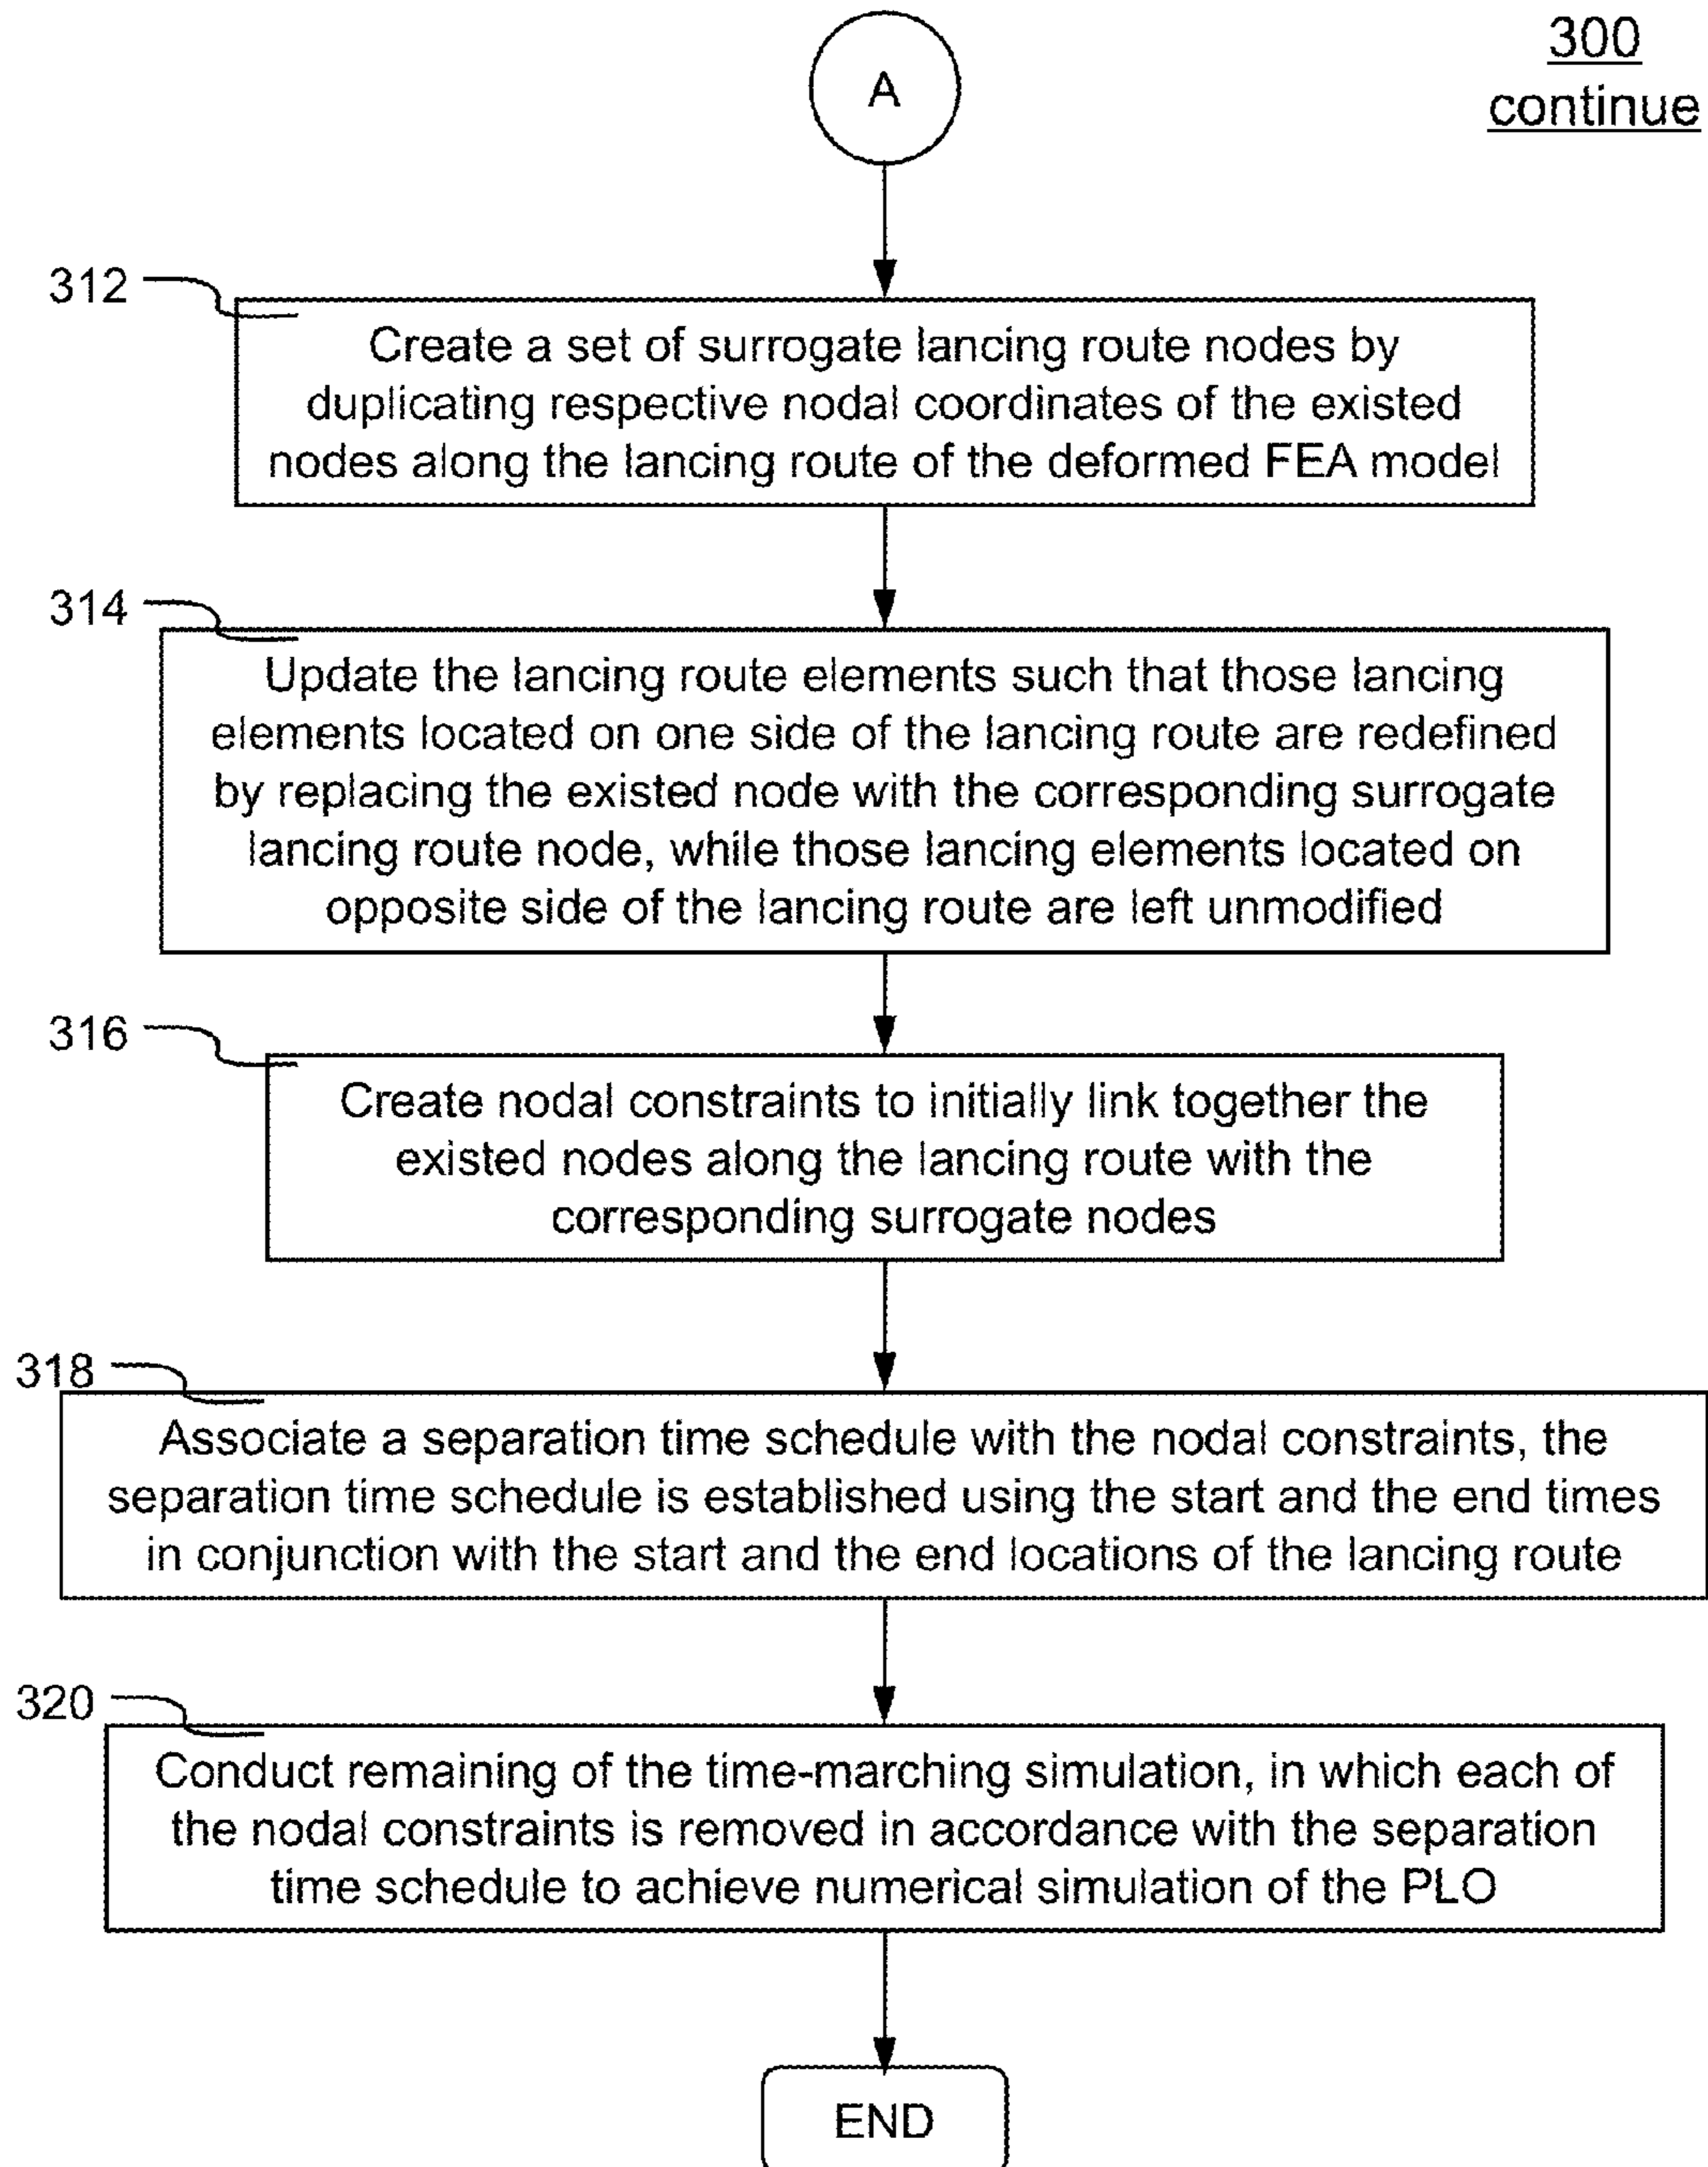 300
continue
A
312
Create a set of surrogate lancing route nodes by
duplicating respective nodal coordinates of the existed
nodes along the lancing route of the deformed FEA model
314
Update the lancing route elements such that those lancing
elements located on one side of the lancing route are redefined
by replacing the existed node with the corresponding surrogate
lancing route node, while those lancing elements located on
opposite side of the lancing route are left unmodified
316
Create nodal constraints to initially link together the
existed nodes along the lancing route with the
corresponding surrogate nodes
318
Associate a separation time schedule with the nodal constraints, the
separation time schedule is established using the start and the end times
in conjunction with the start and the end locations of the lancing route
320
Conduct remaining of the time-marching simulation, in which each of
the nodal constraints is removed in accordance with the separation
time schedule to achieve numerical simulation of the PLO
END